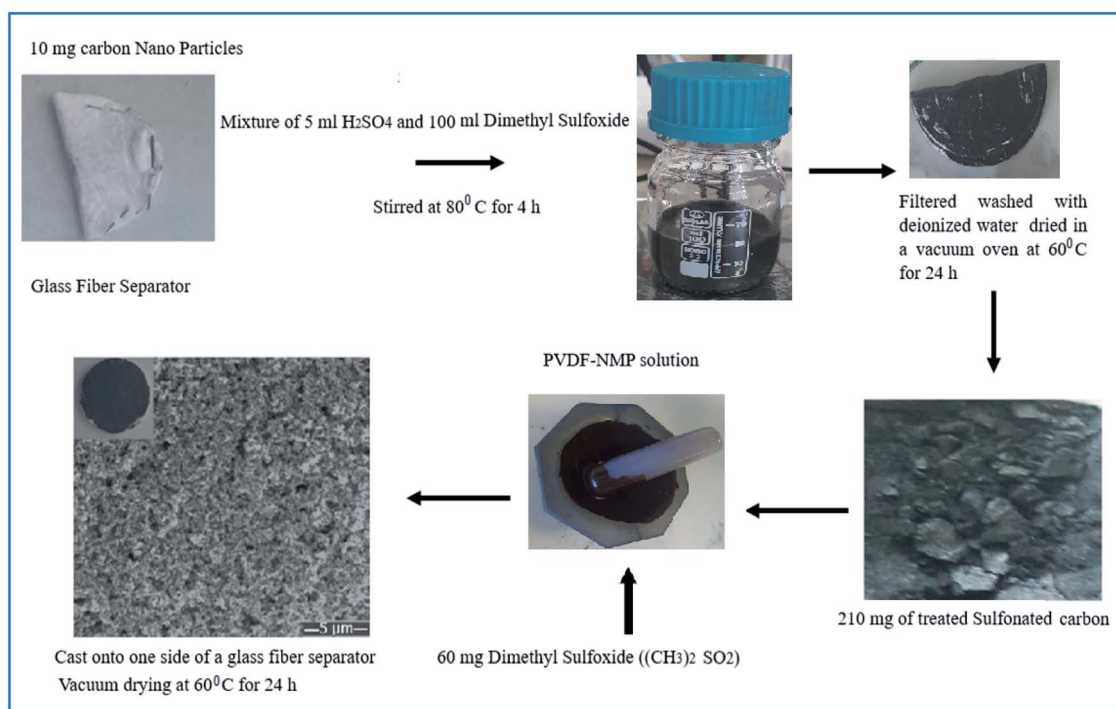 10 mg carbon Nano Particles
Mixture of 5 ml H2SO4 and 100 ml Dimethyl Sulfoxide
Stirred at 80⁰ C for 4 h
Glass Fiber Separator
Filtered washed with
deionized water dried in
a vacuum oven at 60⁰C
for 24 h
210 mg of treated Sulfonated carbon
PVDF-NMP solution
60 mg Dimethyl Sulfoxide ((CH3)2 SO2)
5 μm
Cast onto one side of a glass fiber separator
Vacuum drying at 60⁰C for 24 h